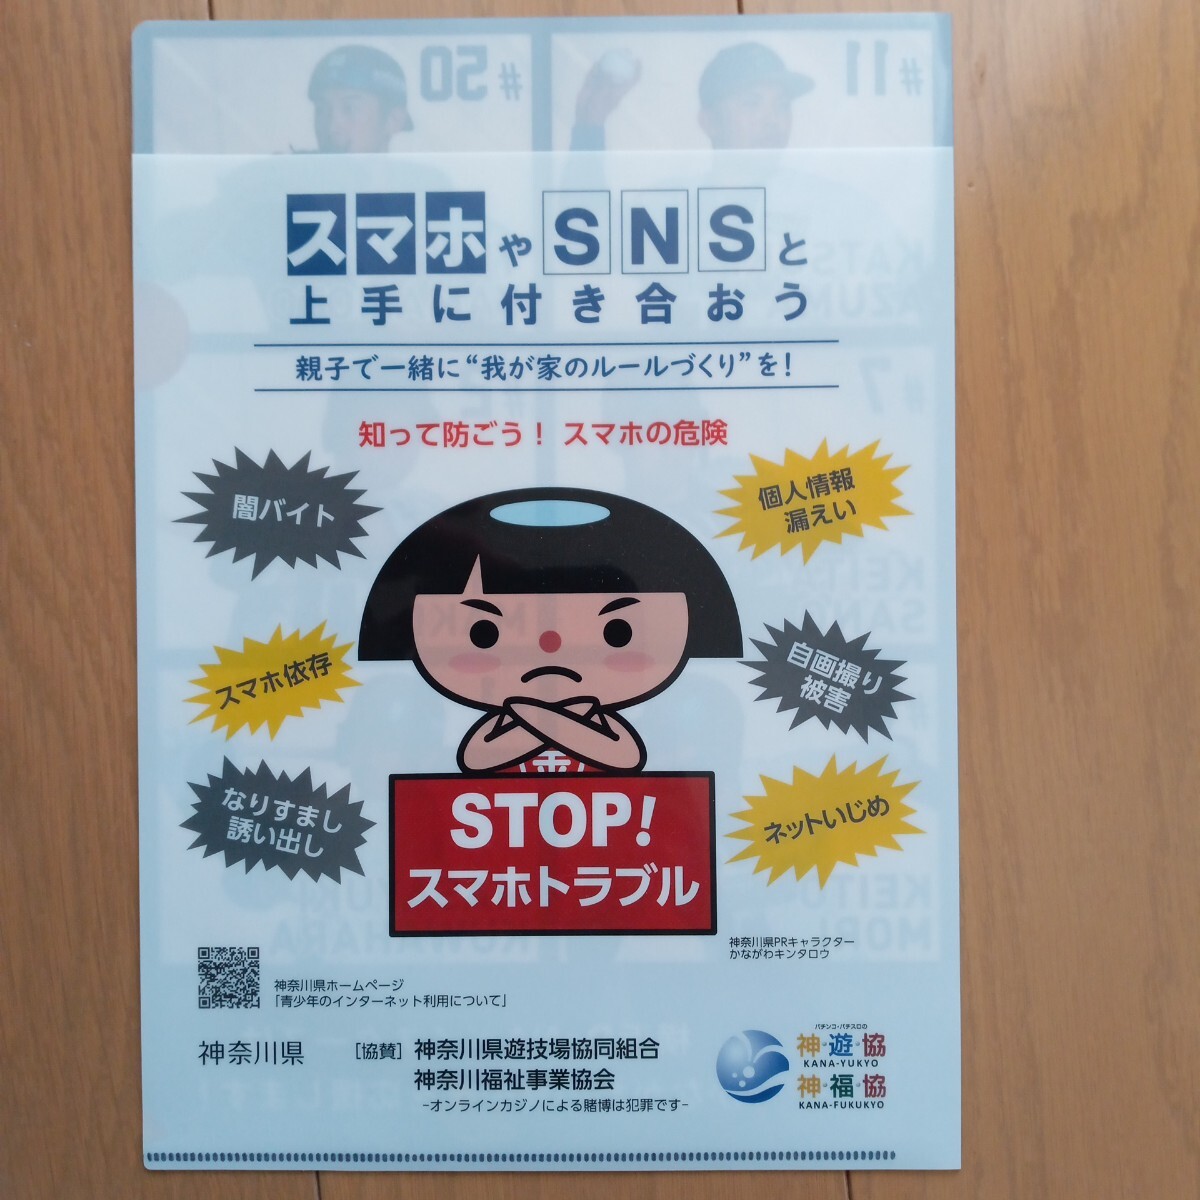 #50
#11
スマホやSNSと
上手に付き合おう
親子で一緒に“我が家のルールづくり”を!
知って防ごう! スマホの危険
闇バイト
個人情報
漏えい
スマホ依存
自画撮り
被害
なりすまし
誘い出し
ネットいじめ
金
STOP!
スマホトラブル
神奈川県PRキャラクター
かながわキンタロウ
神奈川県ホームページ
「青少年のインターネット利用について」
神奈川県
[協賛] 神奈川県遊技場協同組合
神奈川福祉事業協会
-オンラインカジノによる賭博は犯罪です-
パチンコ・パチスロの
神・遊・協
KANA-YUKYO
神・福・協
KANA-FUKUKYO